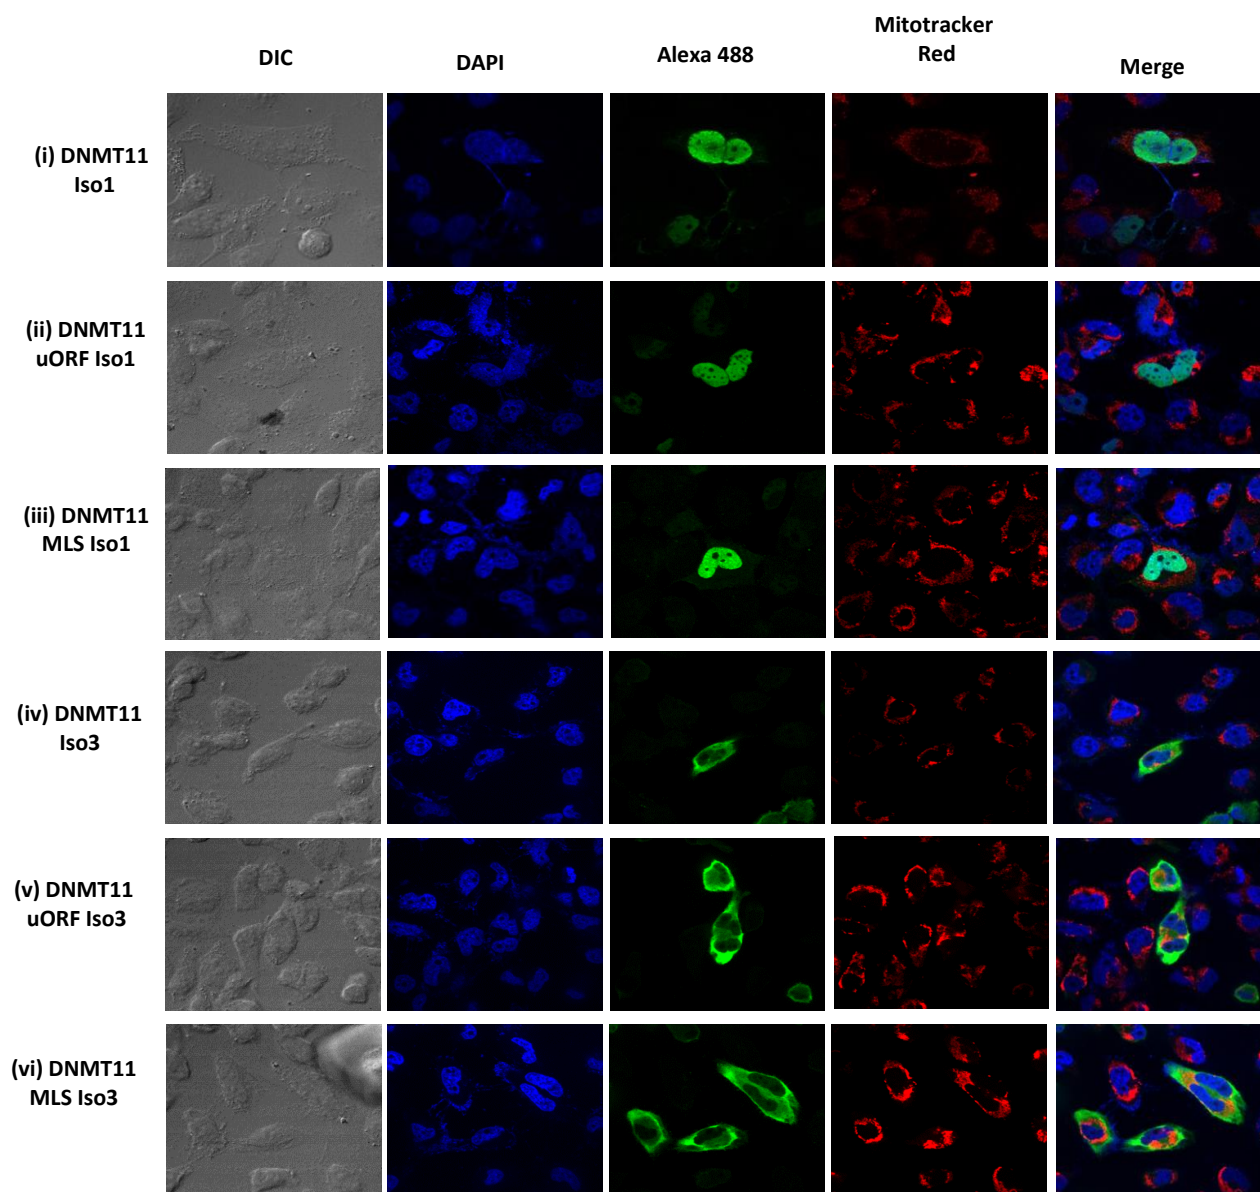 DIC
DAPI
Alexa 488
Mitotracker
Red
Merge
(i) DNMT11
Iso1
(ii) DNMT11
uORF Iso1
(iii) DNMT11
MLS Iso1
(iv) DNMT11
Iso3
(v) DNMT11
uORF Iso3
(vi) DNMT11
MLS Iso3